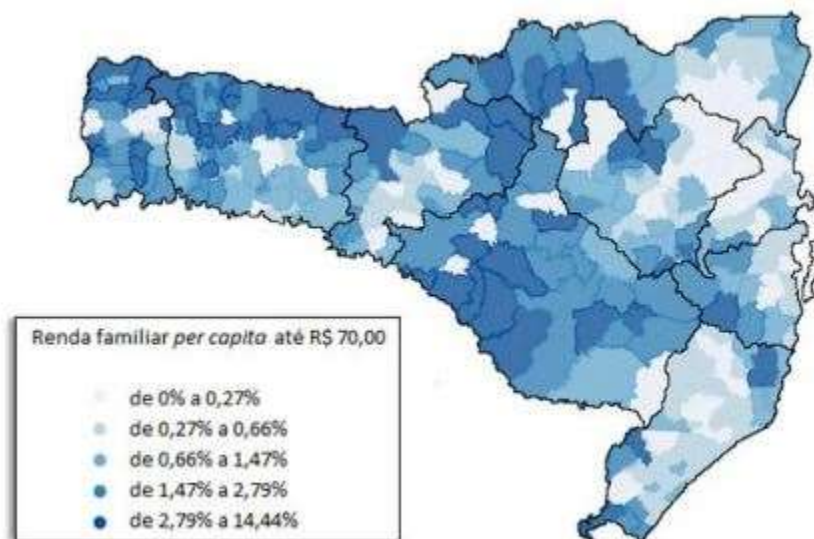 Renda familiar per capita até R$ 70,00
de 0% a 0,27%
de 0,27% a 0,66%
de 0,66% a 1,47%
de 1,47% a 2,79%
de 2,79% a 14,44%